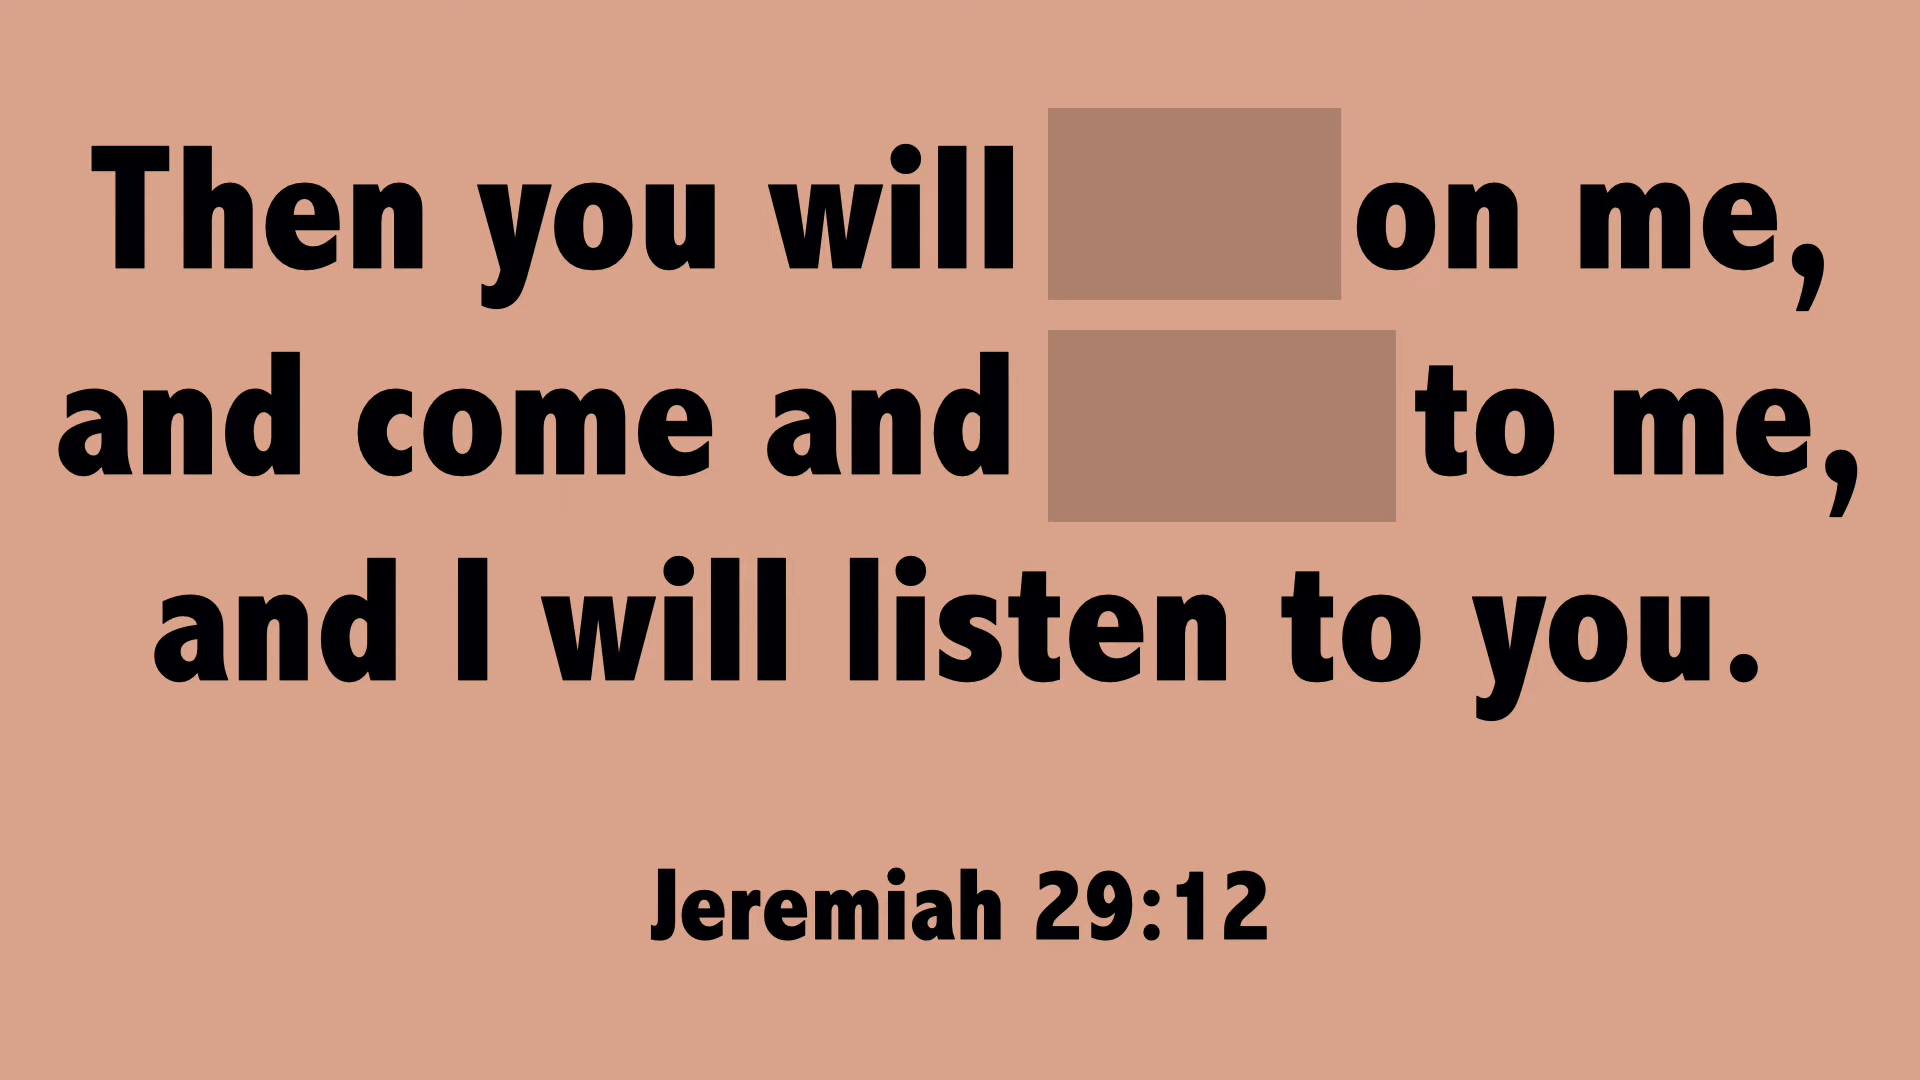 Then you will on me,
and come and to me,
and I will listen to you.
Jeremiah 29:12